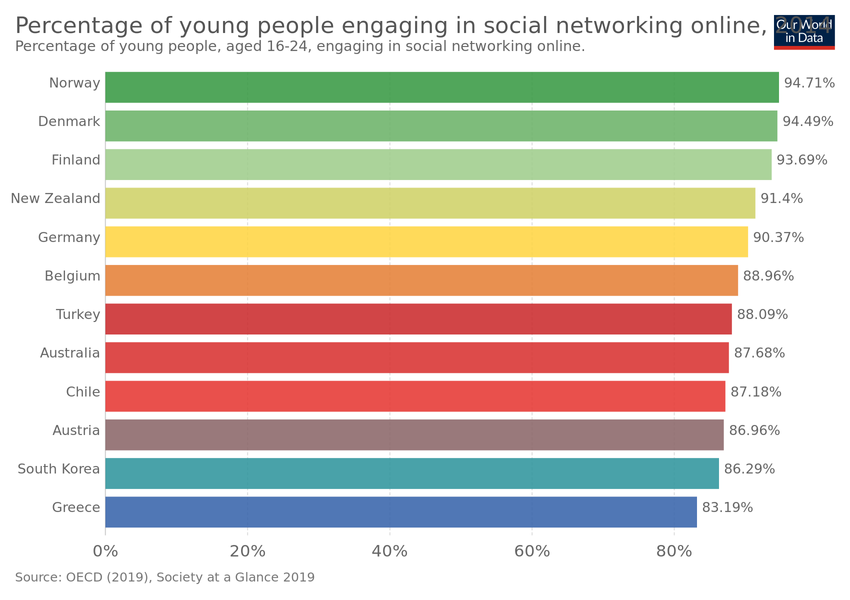 Percentage of young people engaging in social networking online, 2014
Our World
in Data
Percentage of young people, aged 16-24, engaging in social networking online.
Norway 94.71%
Denmark 94.49%
Finland 93.69%
New Zealand 91.4%
Germany 90.37%
Belgium 88.96%
Turkey 88.09%
Australia 87.68%
Chile 87.18%
Austria 86.96%
South Korea 86.29%
Greece 83.19%
0% 20% 40% 60% 80%
Source: OECD (2019), Society at a Glance 2019